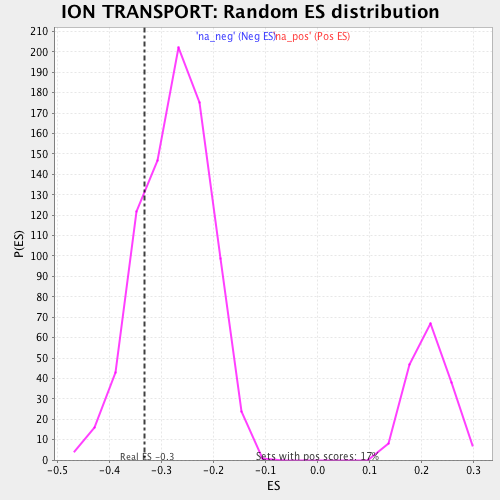 ION TRANSPORT: Random ES distribution
'na_neg' (Neg ES)
'na_pos' (Pos ES)
210
200
190
180
170
160
150
140
130
120
110
100
90
80
70
60
50
40
30
20
10
0
P(ES)
Real ES -0.3
Sets with pos scores: 17%
-0.5 -0.4 -0.3 -0.2 -0.1 0.0 0.1 0.2 0.3
ES